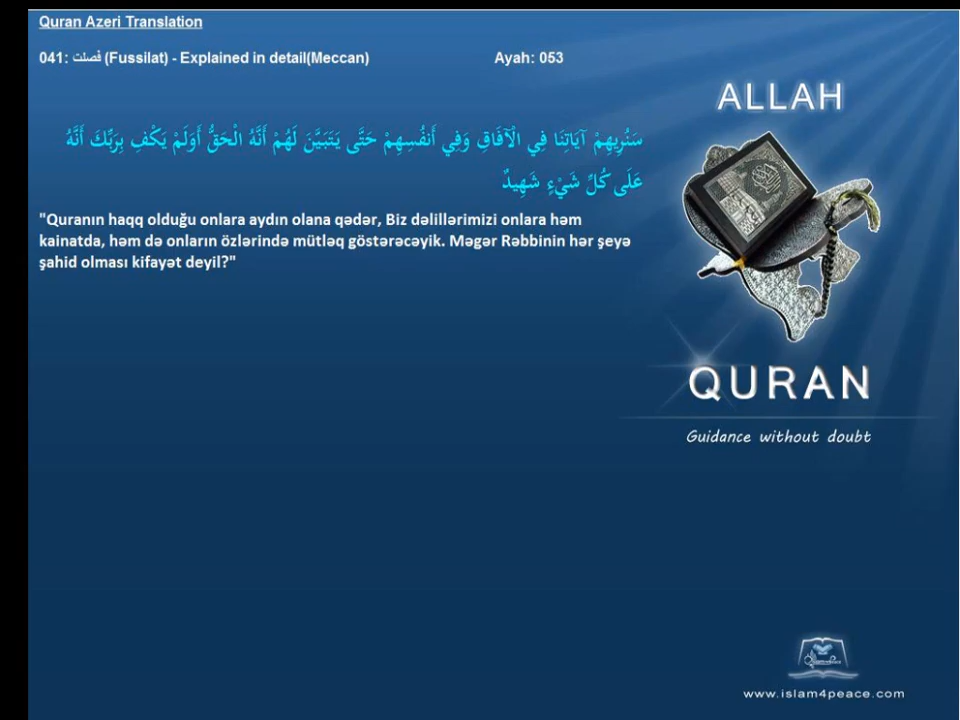 Quran Azeri Translation
041: فصلت (Fussilat) - Explained in detail(Meccan) Ayah: 053
سَنُرِيهِمْ آيَاتِنَا فِي الْآفَاقِ وَفِي أَنفُسِهِمْ حَتَّى يَتَبَيَّنَ لَهُمْ أَنَّهُ الْحَقُّ أَوَلَمْ يَكْفِ بِرَبِّكَ أَنَّهُ
عَلَى كُلِّ شَيْءٍ شَهِيدٌ
"Quranın haqq olduğu onlara aydın olana qədər, Biz dəlillərimizi onlara həm
kainatda, həm də onların özlərində mütləq göstərəcəyik. Məgər Rəbbinin hər şeyə
şahid olması kifayət deyil?"
ALLAH
QURAN
Guidance without doubt
www.islam4peace.com